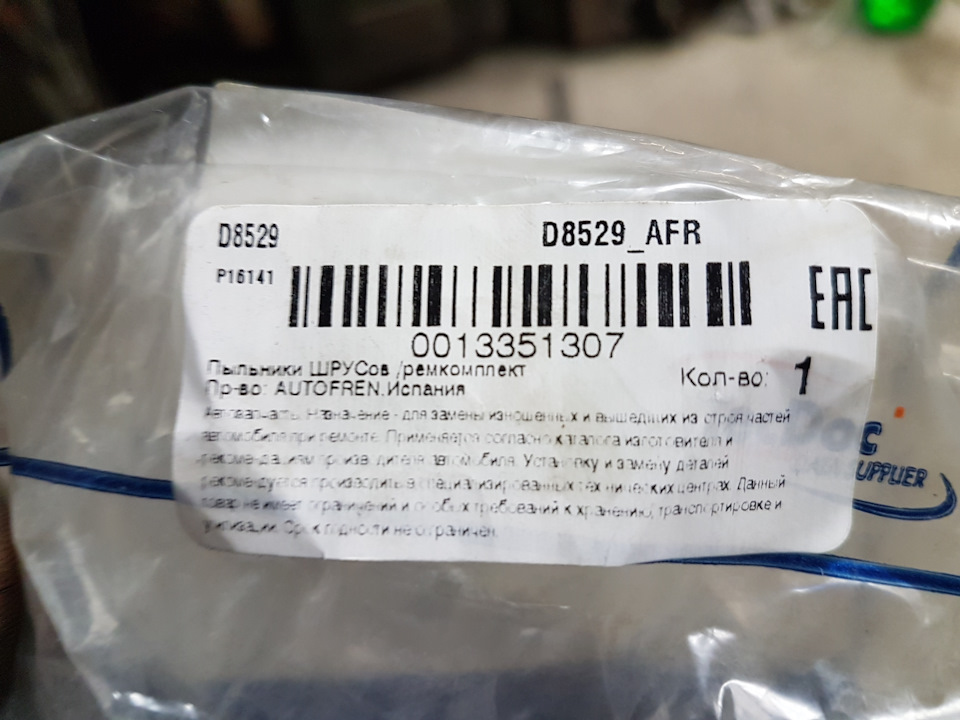 D8529 D8529_AFR
P16141
EAC
0013351307
Пыльники ШРУСов /ремкомплект
Кол-во: 1
Пр-во: AUTOFREN.Испания
Автозапчасть. Назначение - для замены изношенных и вышедших из строя частей
автомобиля при ремонте. Применяется согласно каталога изготовителя и
рекомендациям производителя автомобиля. Установку и замену деталей
рекомендуется производить в специализированных технических центрах. Данный
товар не имеет ограничений и особых требований к хранению, транспортировке и
утилизации. Срок годности не ограничен.
SUPPLIER